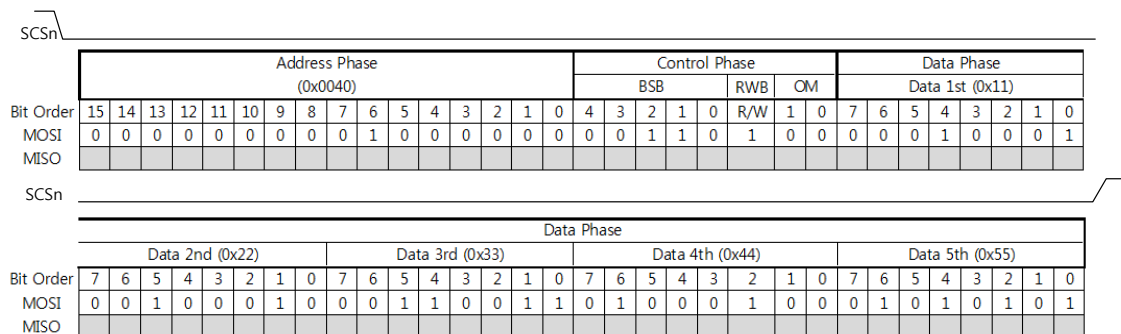 SCSn
Address Phase Control Phase Data Phase
(0x0040) BSB RWB OM Data 1st (0x11)
Bit Order 15 14 13 12 11 10 9 8 7 6 5 4 3 2 1 0 4 3 2 1 0 R/W 1 0 7 6 5 4 3 2 1 0
MOSI 0 0 0 0 0 0 0 0 0 1 0 0 0 0 0 0 0 0 1 1 0 1 0 0 0 0 0 1 0 0 0 1
MISO
SCSn
Data Phase
Data 2nd (0x22) Data 3rd (0x33) Data 4th (0x44) Data 5th (0x55)
Bit Order 7 6 5 4 3 2 1 0 7 6 5 4 3 2 1 0 7 6 5 4 3 2 1 0 7 6 5 4 3 2 1 0
MOSI 0 0 1 0 0 0 1 0 0 0 1 1 0 0 1 1 0 1 0 0 0 1 0 0 0 1 0 1 0 1 0 1
MISO